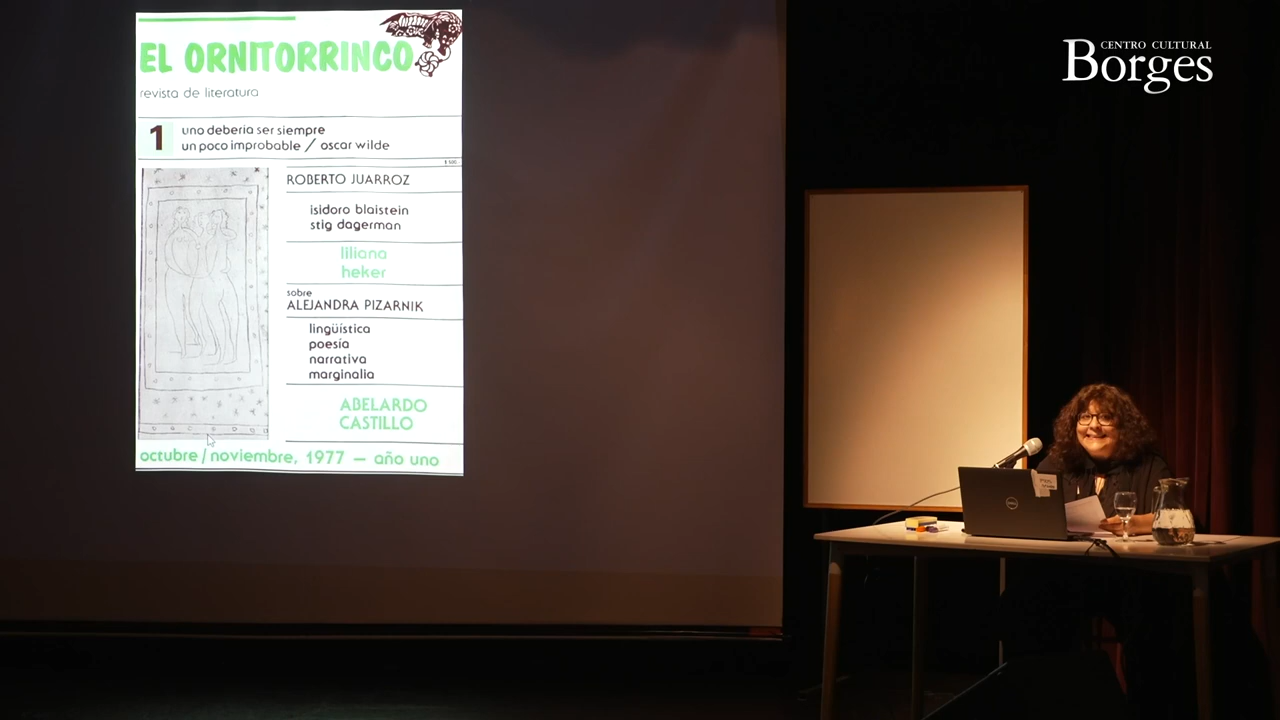 EL ORNITORRINCO
revista de literatura
1
uno debería ser siempre
un poco improbable / oscar wilde
ROBERTO JUARROZ
isidoro blaistein
stig dagerman
liliana
heker
sobre
ALEJANDRA PIZARNIK
lingüística
poesía
narrativa
marginalia
ABELARDO
CASTILLO
octubre / noviembre, 1977 — año uno
CENTRO CULTURAL
Borges
DELL